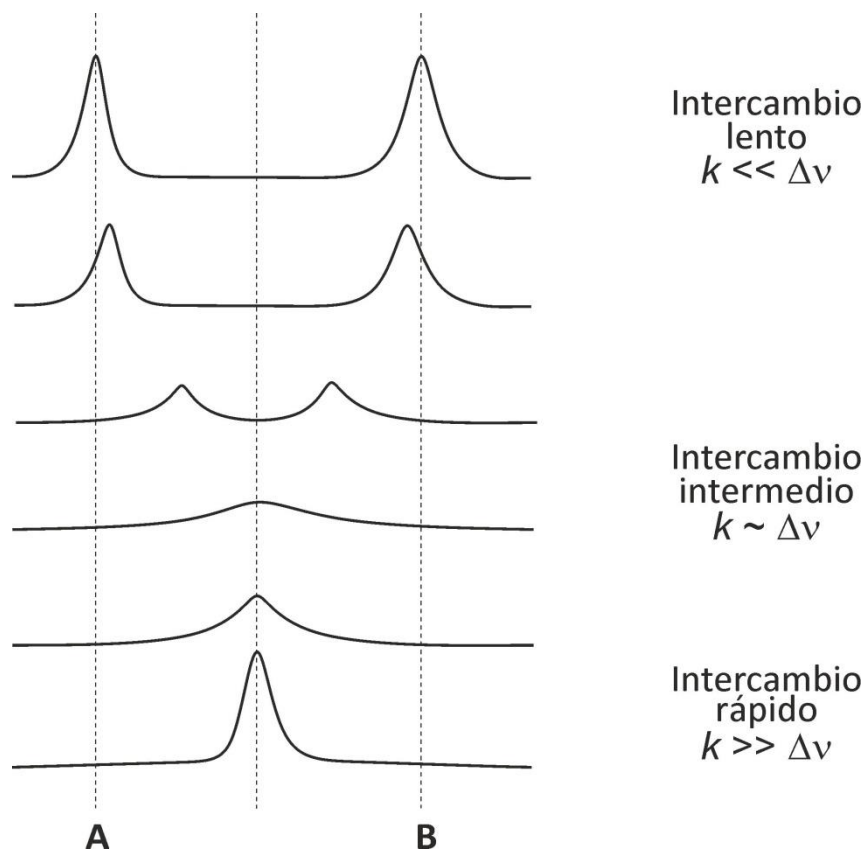 Intercambio
lento
k << Δν
Intercambio
intermedio
k ~ Δν
Intercambio
rápido
k >> Δν
A
B